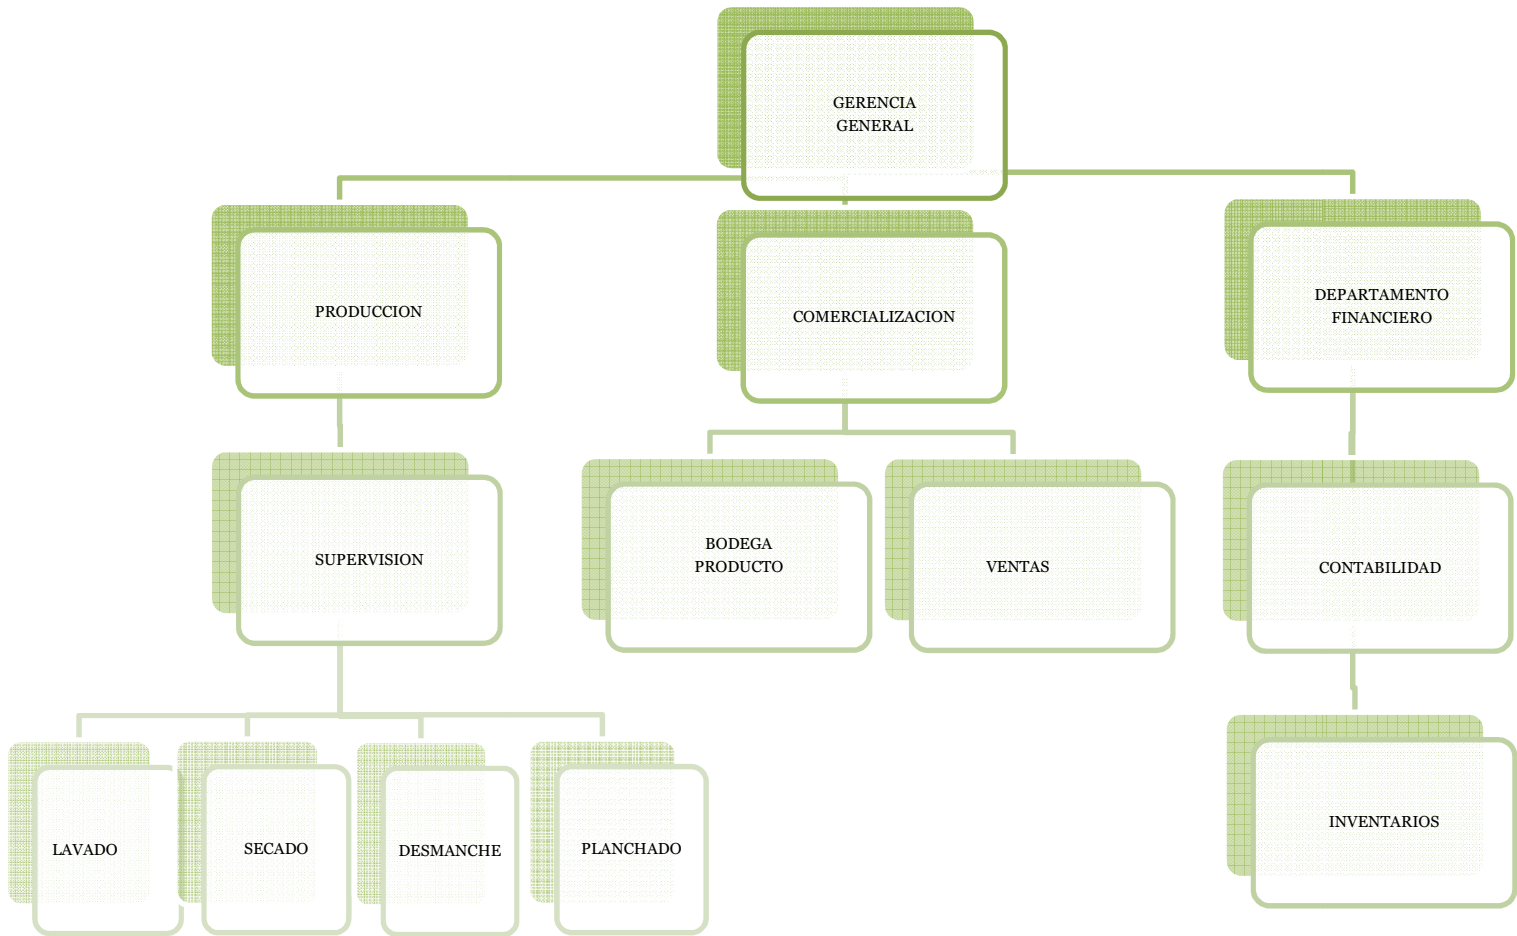 GERENCIA
GENERAL
PRODUCCION
COMERCIALIZACION
DEPARTAMENTO
FINANCIERO
SUPERVISION
BODEGA
PRODUCTO
VENTAS
CONTABILIDAD
LAVADO
SECADO
DESMANCHE
PLANCHADO
INVENTARIOS